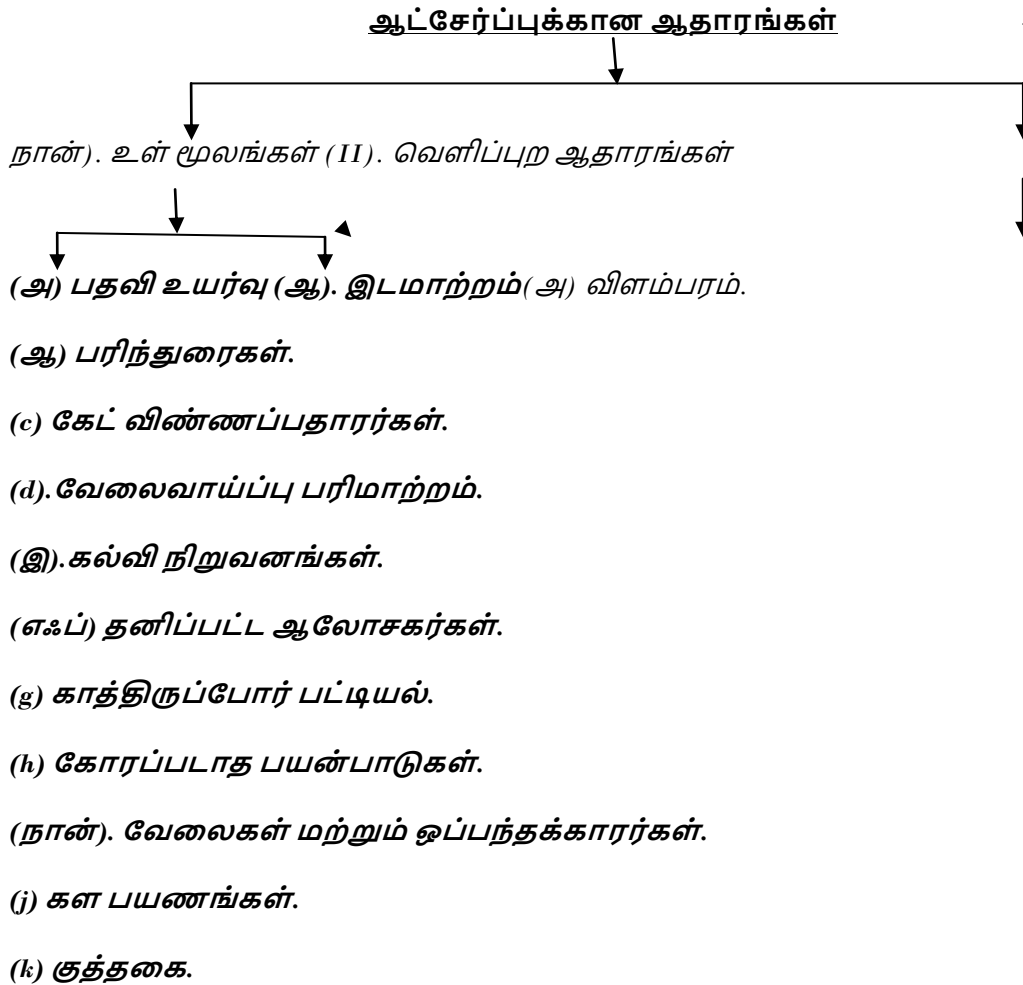 ஆட்சேர்ப்புக்கான ஆதாரங்கள்
நான்). உள் மூலங்கள் (II). வெளிப்புற ஆதாரங்கள்
(அ) பதவி உயர்வு (ஆ). இடமாற்றம்(அ) விளம்பரம்.
(ஆ) பரிந்துரைகள்.
(c) கேட் விண்ணப்பதாரர்கள்.
(d).வேலைவாய்ப்பு பரிமாற்றம்.
(இ).கல்வி நிறுவனங்கள்.
(எஃப்) தனிப்பட்ட ஆலோசகர்கள்.
(g) காத்திருப்போர் பட்டியல்.
(h) கோரப்படாத பயன்பாடுகள்.
(நான்). வேலைகள் மற்றும் ஒப்பந்தக்காரர்கள்.
(j) கள பயணங்கள்.
(k) குத்தகை.